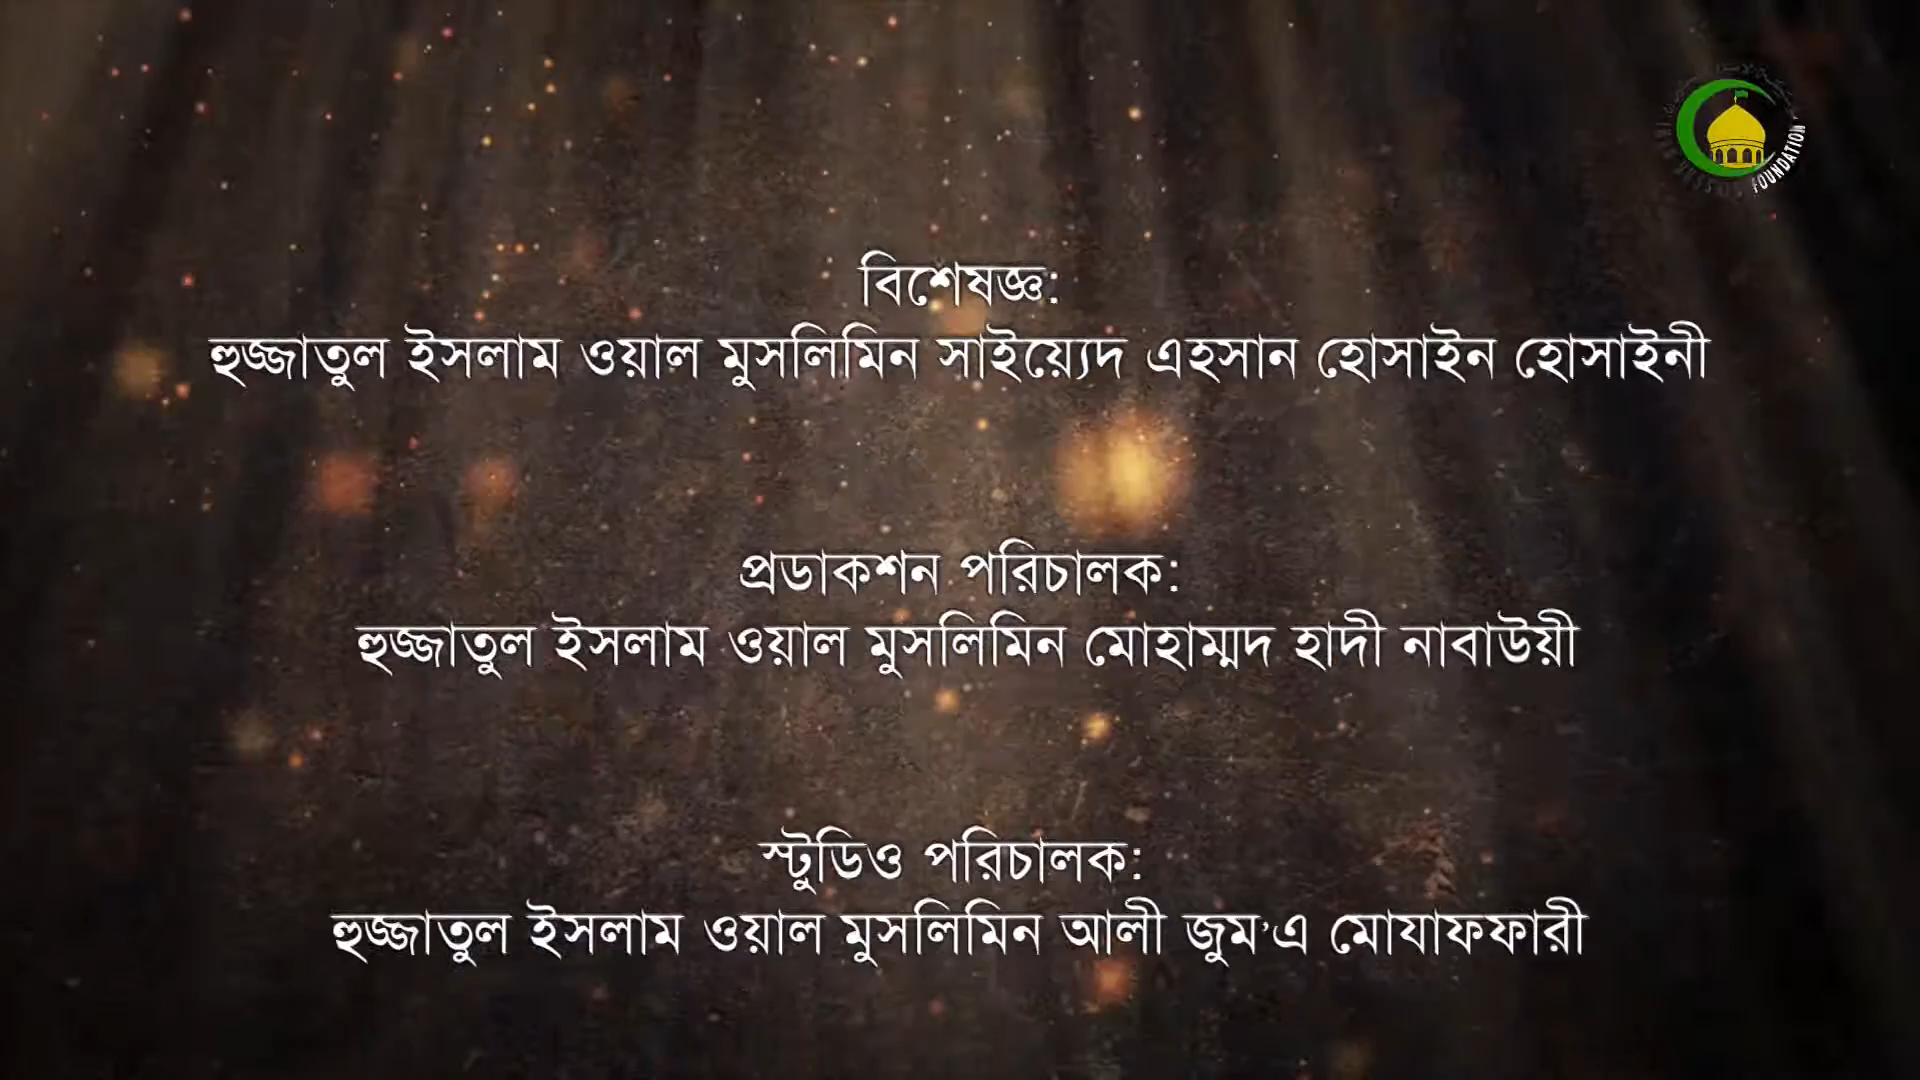 FOUNDATION
বিশেষজ্ঞ:
হুজ্জাতুল ইসলাম ওয়াল মুসলিমিন সাইয়্যেদ এহসান হোসাইন হোসাইনী
প্রডাকশন পরিচালক:
হুজ্জাতুল ইসলাম ওয়াল মুসলিমিন মোহাম্মদ হাদী নাবাউয়ী
স্টুডিও পরিচালক:
হুজ্জাতুল ইসলাম ওয়াল মুসলিমিন আলী জুম'এ মোযাফফারী